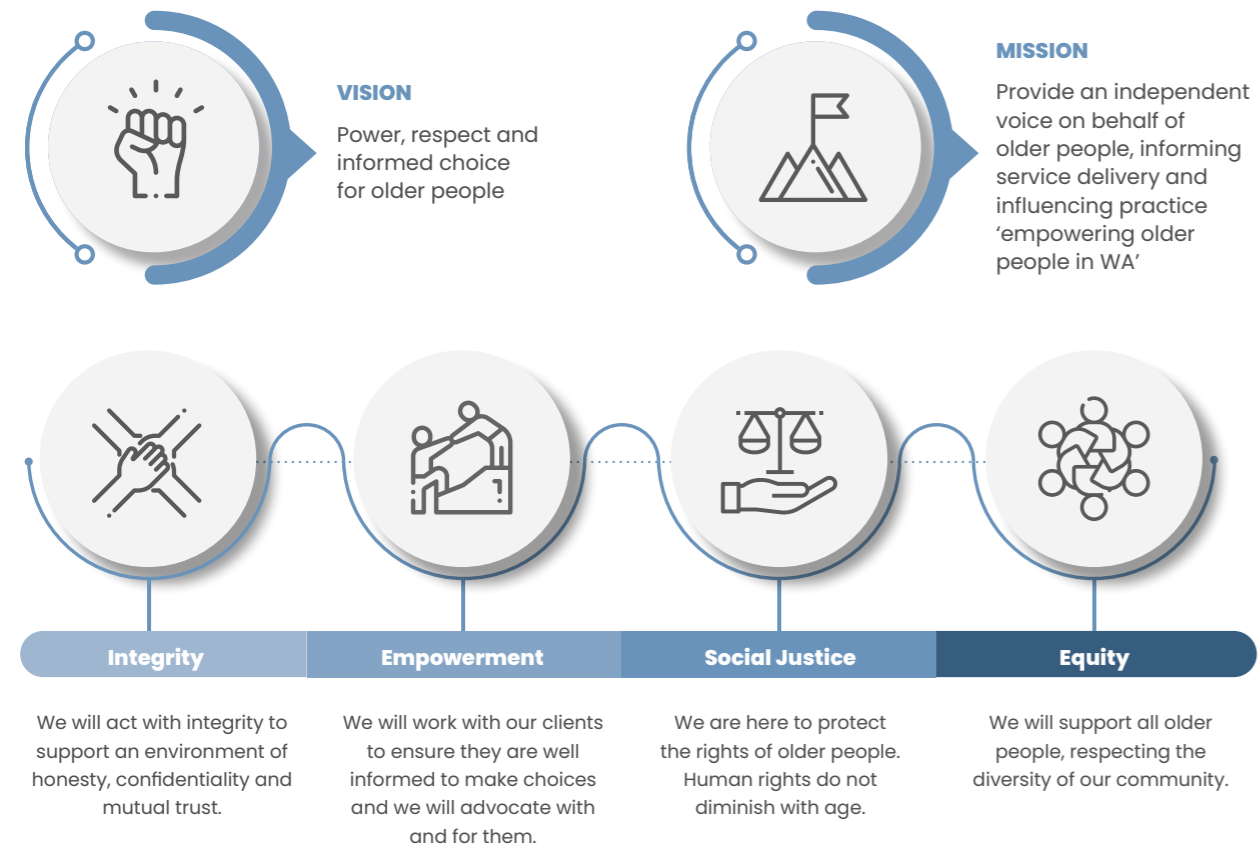 VISION
Power, respect and
informed choice
for older people
MISSION
Provide an independent
voice on behalf of
older people, informing
service delivery and
influencing practice
‘empowering older
people in WA’
Integrity
We will act with integrity to
support an environment of
honesty, confidentiality and
mutual trust.
Empowerment
We will work with our clients
to ensure they are well
informed to make choices
and we will advocate with
and for them.
Social Justice
We are here to protect
the rights of older people.
Human rights do not
diminish with age.
Equity
We will support all older
people, respecting the
diversity of our community.